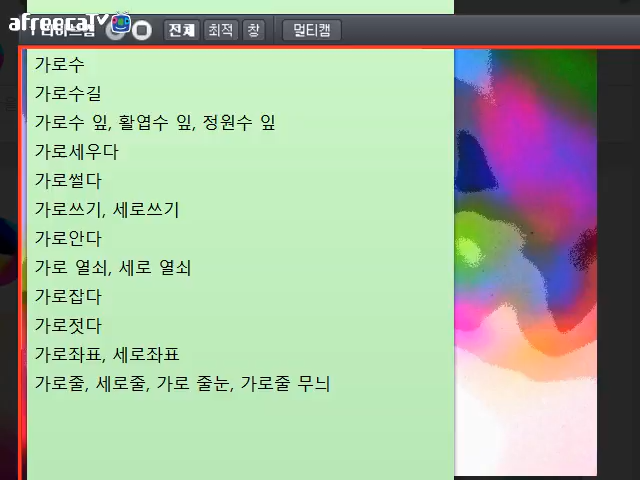 afreecaTV
전체 최적 창 멀티캠
가로수
가로수길
가로수 잎, 활엽수 잎, 정원수 잎
가로세우다
가로썰다
가로쓰기, 세로쓰기
가로안다
가로 열쇠, 세로 열쇠
가로잡다
가로젓다
가로좌표, 세로좌표
가로줄, 세로줄, 가로 줄눈, 가로줄 무늬